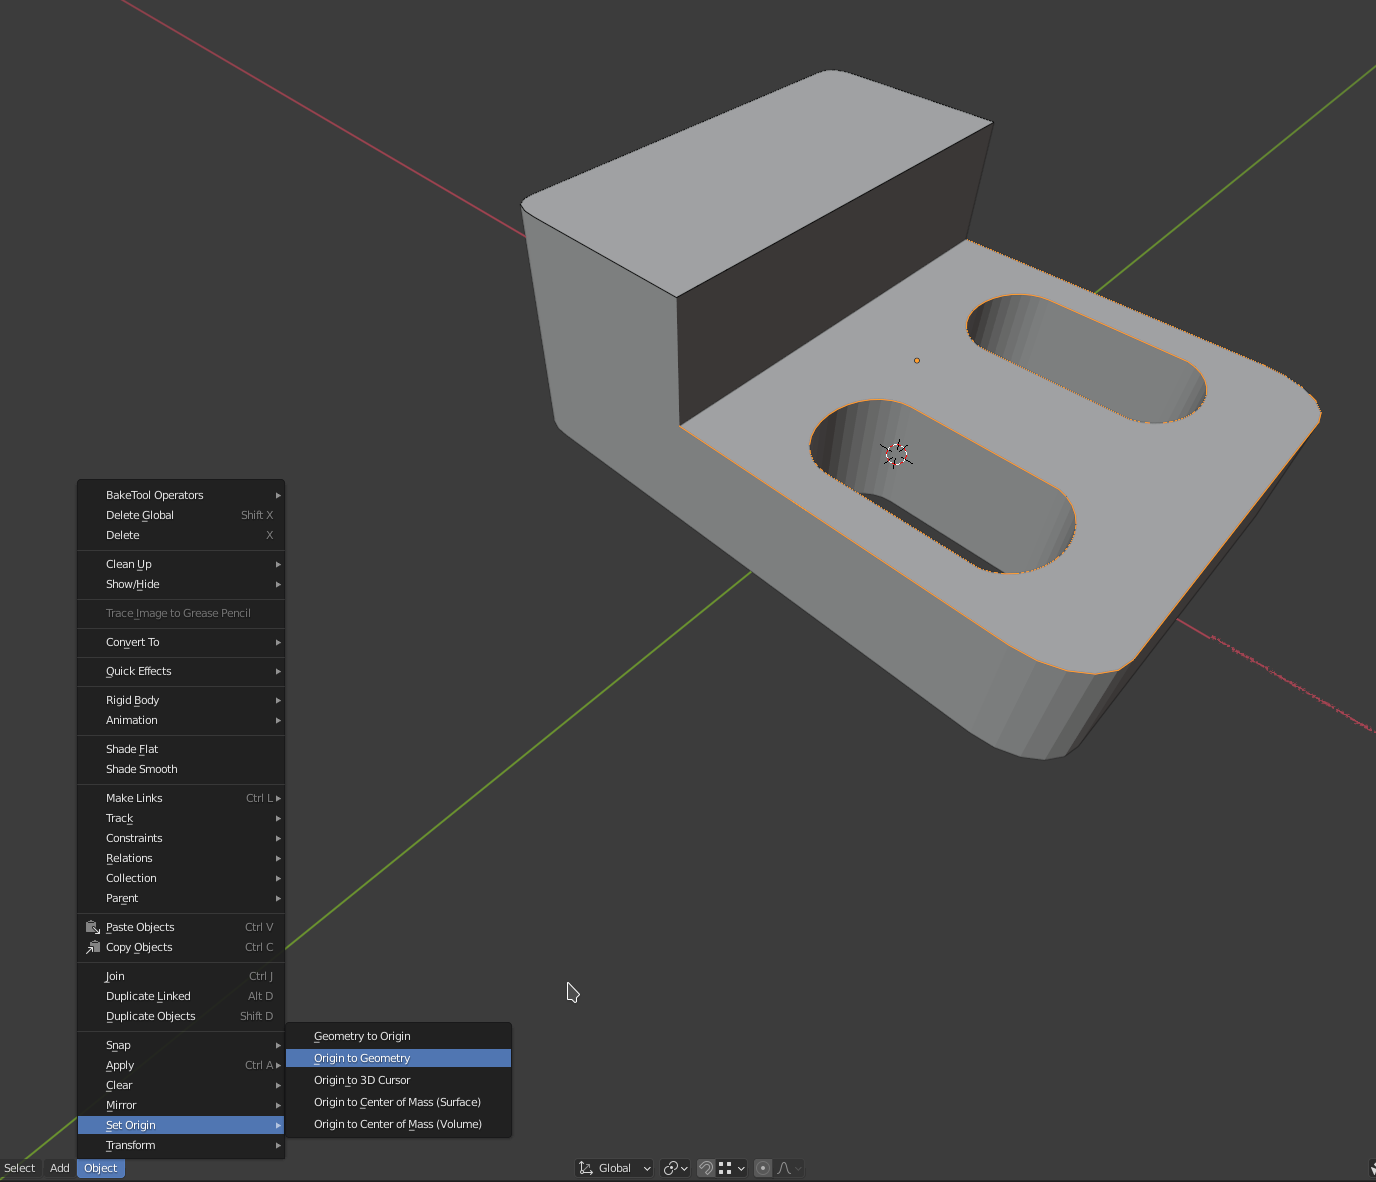 BakeTool Operators
Delete Global Shift X
Delete X
Clean Up
Show/Hide
Trace Image to Grease Pencil
Convert To
Quick Effects
Rigid Body
Animation
Shade Flat
Shade Smooth
Make Links Ctrl L
Track
Constraints
Relations
Collection
Parent
Paste Objects Ctrl V
Copy Objects Ctrl C
Join Ctrl J
Duplicate Linked Alt D
Duplicate Objects Shift D
Snap
Apply Ctrl A
Clear
Mirror
Set Origin
Transform
Geometry to Origin
Origin to Geometry
Origin to 3D Cursor
Origin to Center of Mass (Surface)
Origin to Center of Mass (Volume)
Select Add Object Global